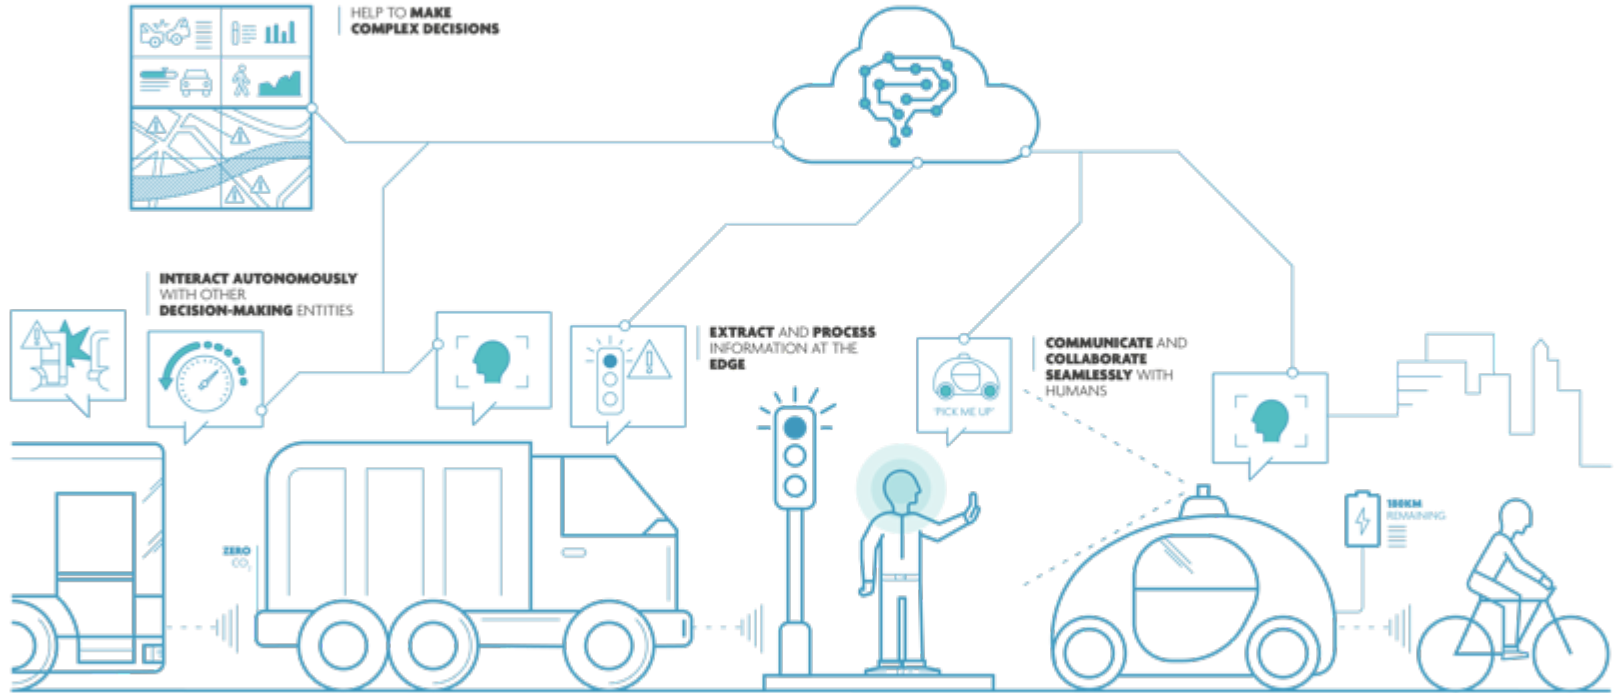 HELP TO MAKE
COMPLEX DECISIONS
INTERACT AUTONOMOUSLY
WITH OTHER
DECISION-MAKING ENTITIES
EXTRACT AND PROCESS
INFORMATION AT THE
EDGE
'PICK ME UP'
COMMUNICATE AND
COLLABORATE
SEAMLESSLY WITH
HUMANS
ZERO
CO₂
180KM
REMAINING